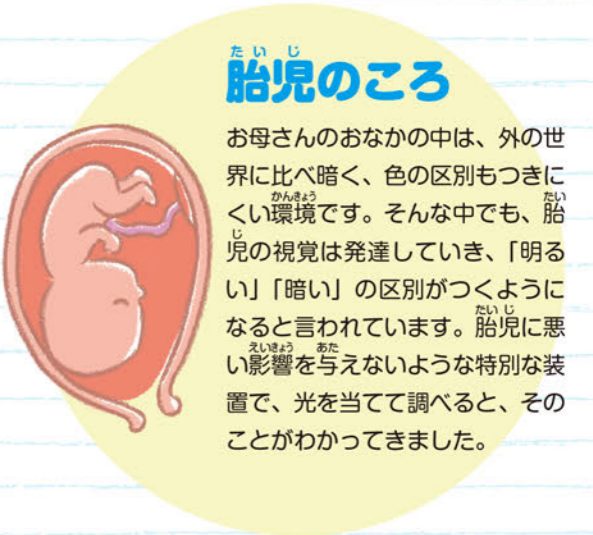 胎児のころ
お母さんのおなかの中は、外の世
界に比べ暗く、色の区別もつきに
くい環境です。そんな中でも、胎
児の視覚は発達していき、「明る
い」「暗い」の区別がつくように
なると言われています。胎児に悪
い影響を与えないような特別な装
置で、光を当てて調べると、その
ことがわかってきました。